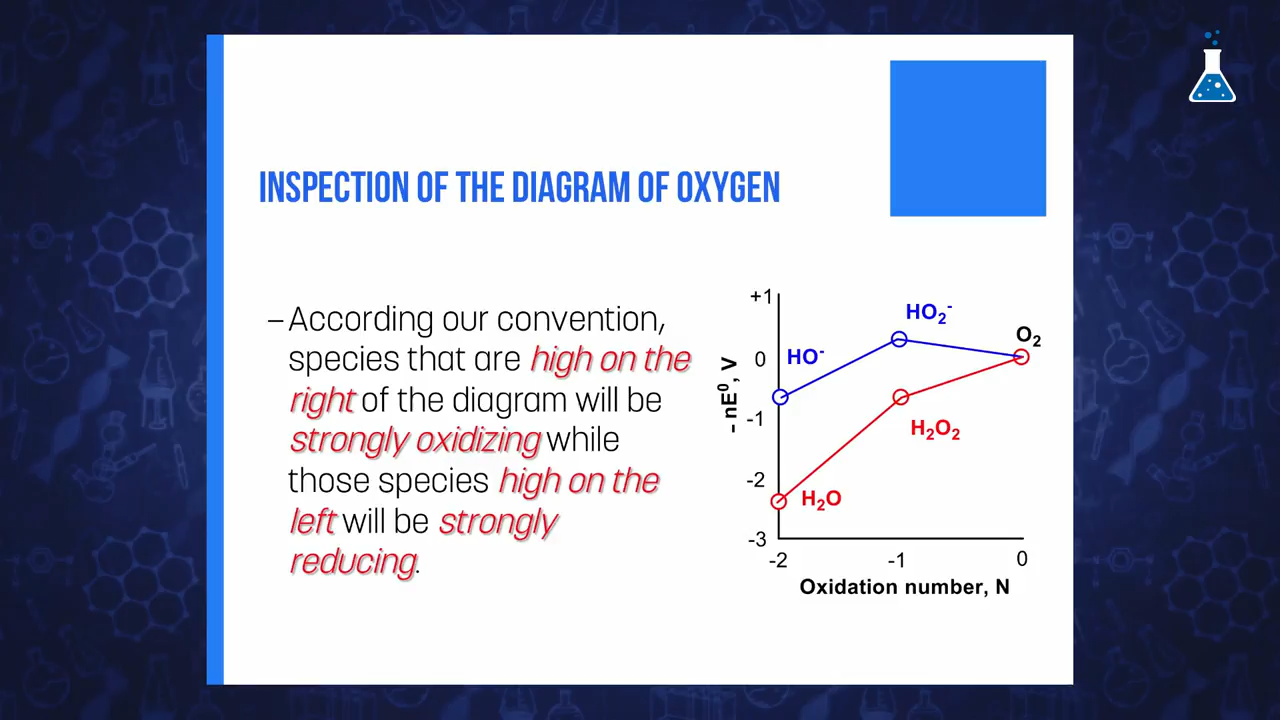 INSPECTION OF THE DIAGRAM OF OXYGEN
–According our convention,
species that are high on the
right of the diagram will be
strongly oxidizing while
those species high on the
left will be strongly
reducing.
+1
0
-1
-2
-3
– nE⁰, V
HO⁻
HO₂⁻
O₂
H₂O₂
H₂O
-2
-1
0
Oxidation number, N